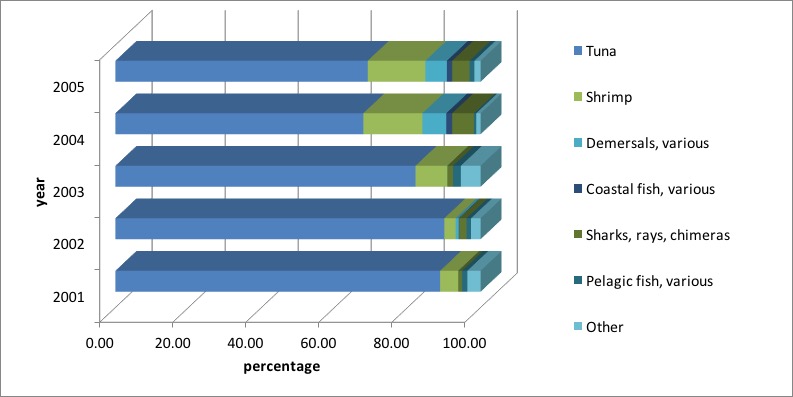 2005
2004
2003
2002
2001
year
0.00 20.00 40.00 60.00 80.00 100.00
percentage
Tuna
Shrimp
Demersals, various
Coastal fish, various
Sharks, rays, chimeras
Pelagic fish, various
Other